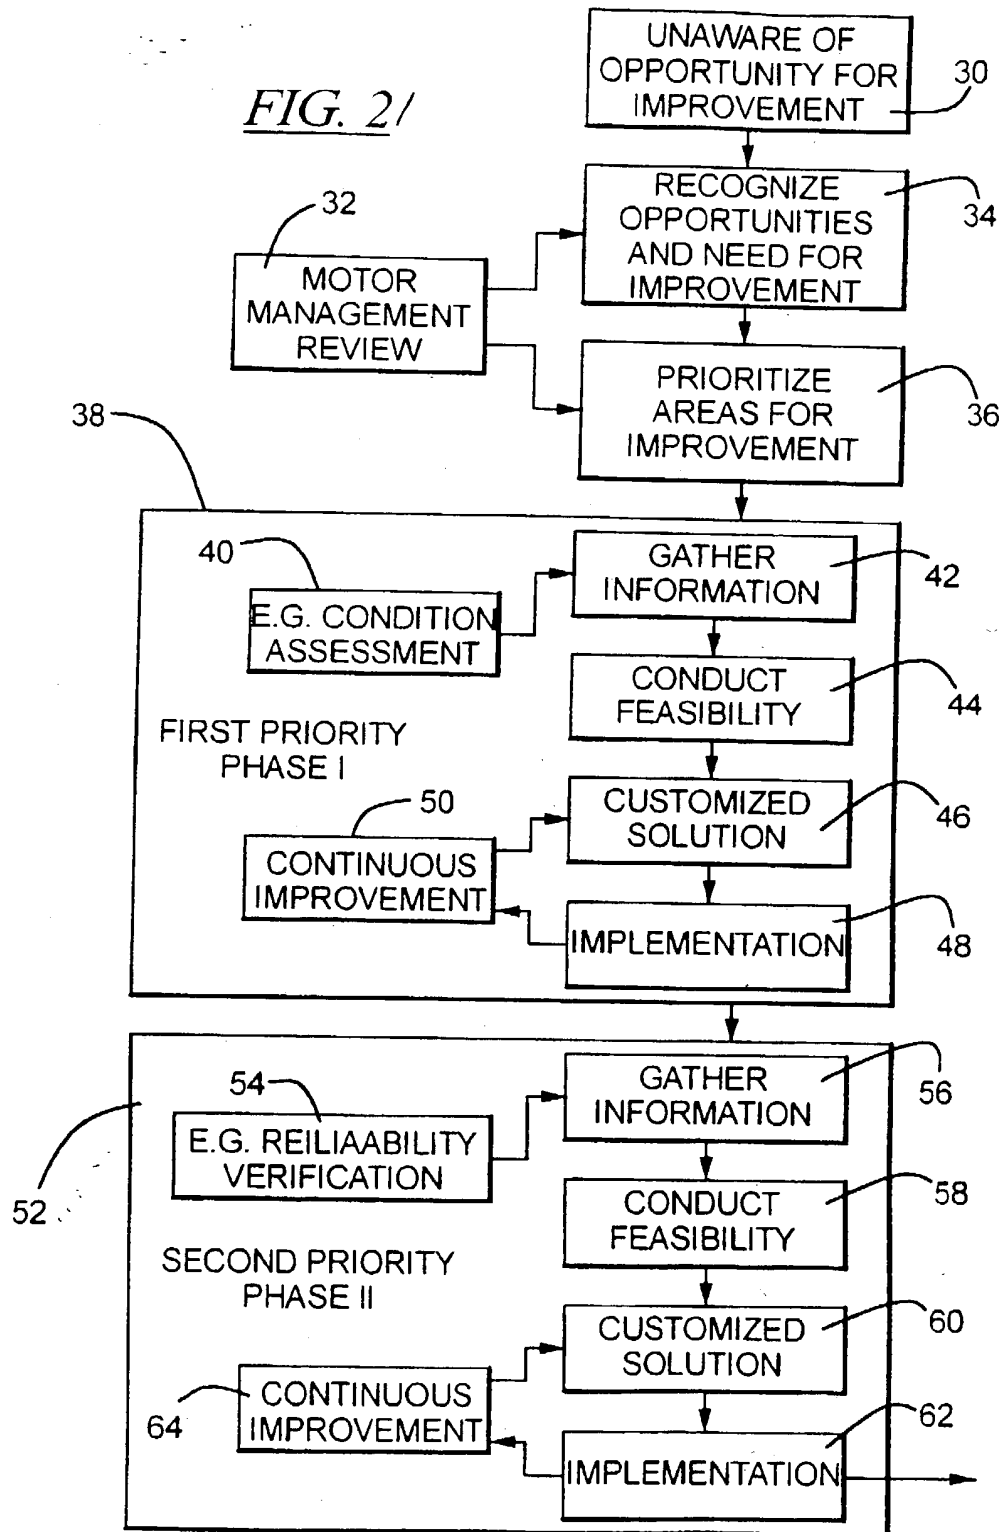 UNAWARE OF
OPPORTUNITY FOR
IMPROVEMENT
30
FIG. 2/
RECOGNIZE
OPPORTUNITIES
AND NEED FOR
IMPROVEMENT
34
32
MOTOR
MANAGEMENT
REVIEW
PRIORITIZE
AREAS FOR
IMPROVEMENT
36
38
40
E.G. CONDITION
ASSESSMENT
GATHER
INFORMATION
42
CONDUCT
FEASIBILITY
44
FIRST PRIORITY
PHASE I
CUSTOMIZED
SOLUTION
46
50
CONTINUOUS
IMPROVEMENT
IMPLEMENTATION
48
52
54
E.G. REILIAABILITY
VERIFICATION
GATHER
INFORMATION
56
CONDUCT
FEASIBILITY
58
SECOND PRIORITY
PHASE II
CUSTOMIZED
SOLUTION
60
64
CONTINUOUS
IMPROVEMENT
IMPLEMENTATION
62